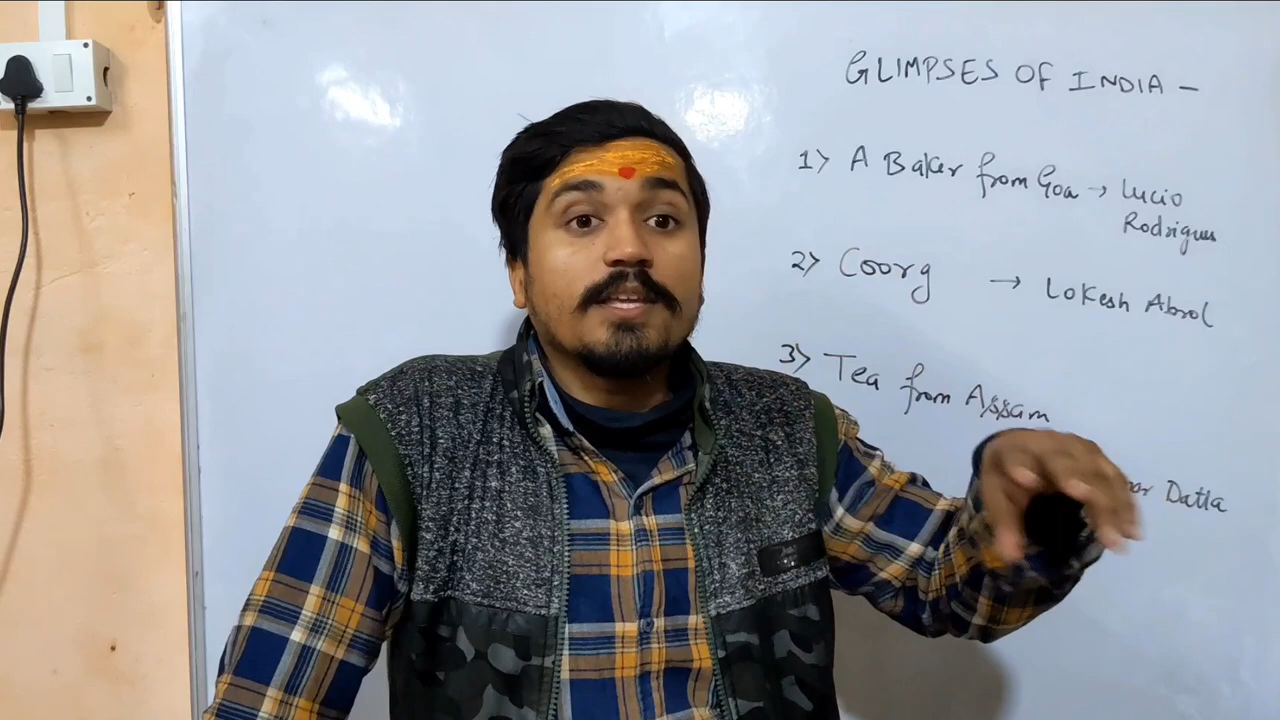 GLIMPSES OF INDIA -
1> A Baker from Goa → Lucio
Rodrigues
2> Coorg → Lokesh Abrol
3> Tea from Assam
Datta